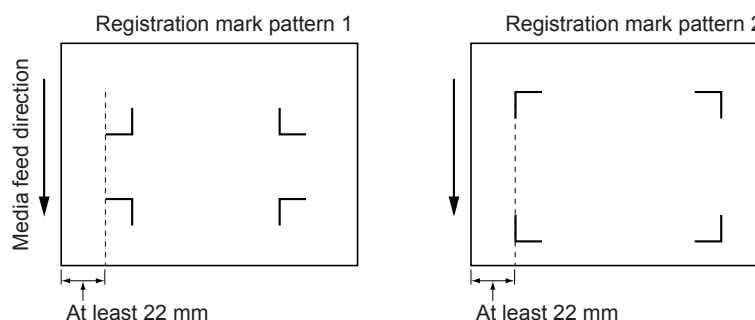 Registration mark pattern 1
Registration mark pattern 2
Media feed direction
At least 22 mm
At least 22 mm